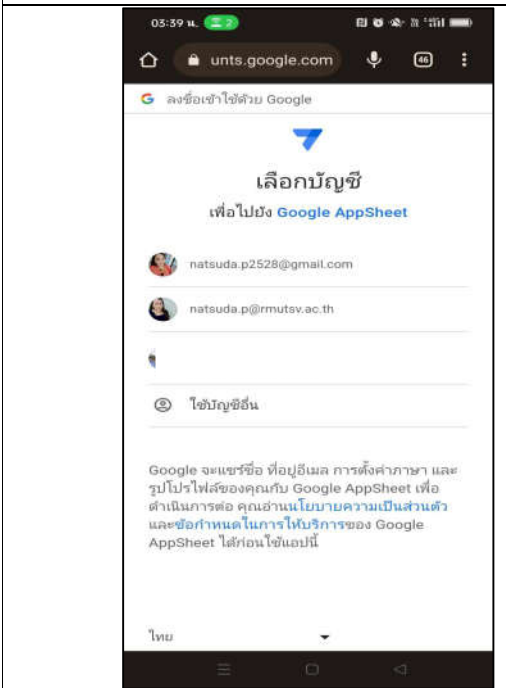 03:39 น. 2
unts.google.com 46
G ลงชื่อเข้าใช้ด้วย Google
เลือกบัญชี
เพื่อไปยัง Google AppSheet
natsuda.p2528@gmail.com
natsuda.p@rmutsv.ac.th
ใช้บัญชีอื่น
Google จะแชร์ชื่อ ที่อยู่อีเมล การตั้งค่าภาษา และ
รูปโปรไฟล์ของคุณกับ Google AppSheet เพื่อ
ดำเนินการต่อ คุณอ่านนโยบายความเป็นส่วนตัว
และข้อกำหนดในการให้บริการของ Google
AppSheet ได้ก่อนใช้แอปนี้
ไทย